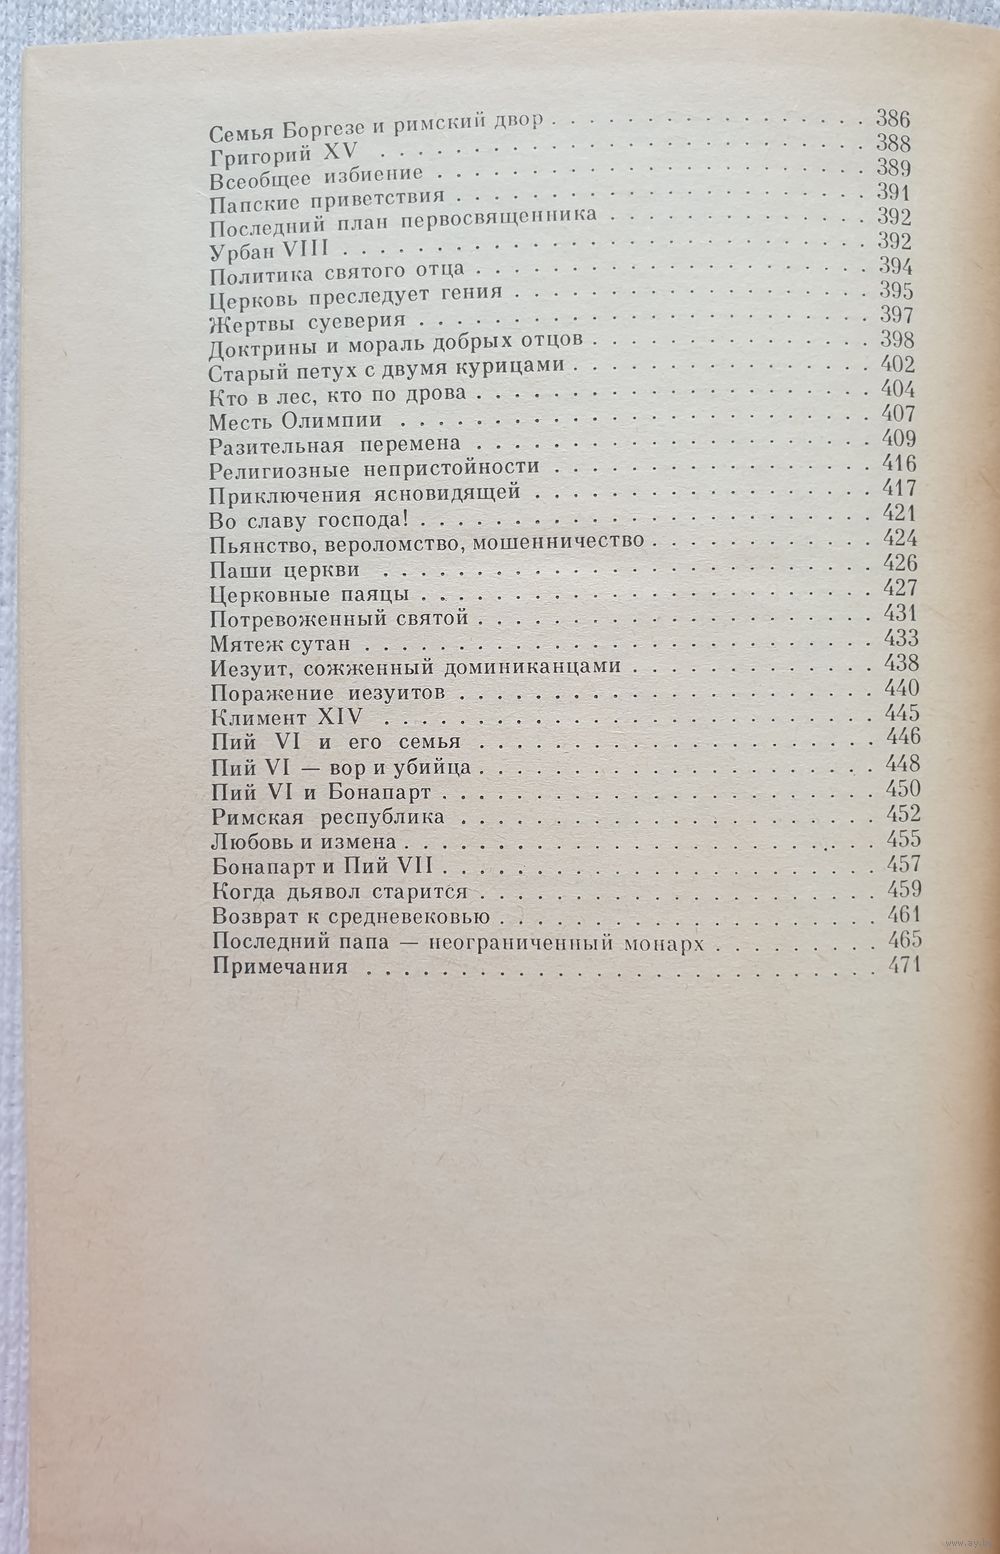 Семья Боргезе и римский двор . . . . . . . . . . . . . . . . . 386
Григорий XV . . . . . . . . . . . . . . . . . . . . 388
Всеобщее избиение . . . . . . . . . . . . . . . . . . 389
Папские приветствия . . . . . . . . . . . . . . . . . 391
Последний план первосвященника . . . . . . . . . . . 392
Урбан VIII . . . . . . . . . . . . . . . . . . . . . 392
Политика святого отца . . . . . . . . . . . . . . . . 394
Церковь преследует гения . . . . . . . . . . . . . . 395
Жертвы суеверия . . . . . . . . . . . . . . . . . . 397
Доктрины и мораль добрых отцов . . . . . . . . . . . 398
Старый петух с двумя курицами . . . . . . . . . . . . 402
Кто в лес, кто по дрова . . . . . . . . . . . . . . . . 404
Месть Олимпии . . . . . . . . . . . . . . . . . . . 407
Разительная перемена . . . . . . . . . . . . . . . . 409
Религиозные непристойности . . . . . . . . . . . . . 416
Приключения ясновидящей . . . . . . . . . . . . . . 417
Во славу господа! . . . . . . . . . . . . . . . . . . 421
Пьянство, вероломство, мошенничество . . . . . . . . . 424
Паши церкви . . . . . . . . . . . . . . . . . . . . 426
Церковные паяцы . . . . . . . . . . . . . . . . . . 427
Потревоженный святой . . . . . . . . . . . . . . . . 431
Мятеж сутан . . . . . . . . . . . . . . . . . . . . 433
Иезуит, сожженный доминиканцами . . . . . . . . . . 438
Поражение иезуитов . . . . . . . . . . . . . . . . . 440
Климент XIV . . . . . . . . . . . . . . . . . . . . 445
Пий VI и его семья . . . . . . . . . . . . . . . . 446
Пий VI — вор и убийца . . . . . . . . . . . . . . . . 448
Пий VI и Бонапарт . . . . . . . . . . . . . . . . . . 450
Римская республика . . . . . . . . . . . . . . . . . 452
Любовь и измена . . . . . . . . . . . . . . . . . . . 455
Бонапарт и Пий VII . . . . . . . . . . . . . . . . . . 457
Когда дьявол старится . . . . . . . . . . . . . . . . 459
Возврат к средневековью . . . . . . . . . . . . . . . 461
Последний папа — неограниченный монарх . . . . . . . 465
Примечания . . . . . . . . . . . . . . . . . . . . . 471